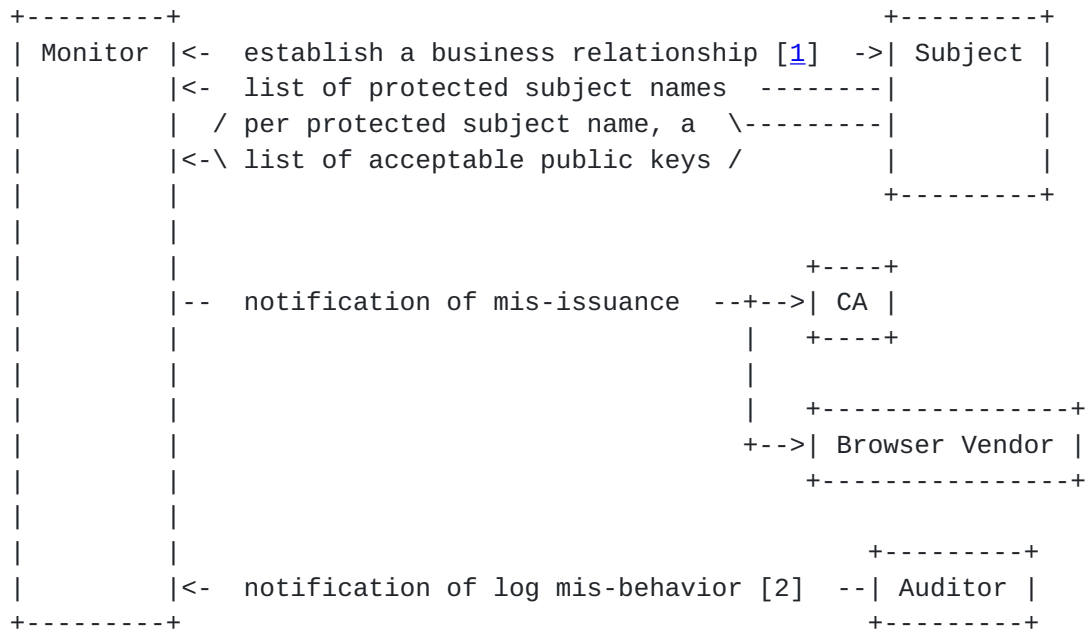 Monitor <- establish a business relationship [1] -> Subject
<- list of protected subject names --------
/ per protected subject name, a \---------
<-\ list of acceptable public keys /
-- notification of mis-issuance --+--> CA
+--> Browser Vendor
<- notification of log mis-behavior [2] -- Auditor